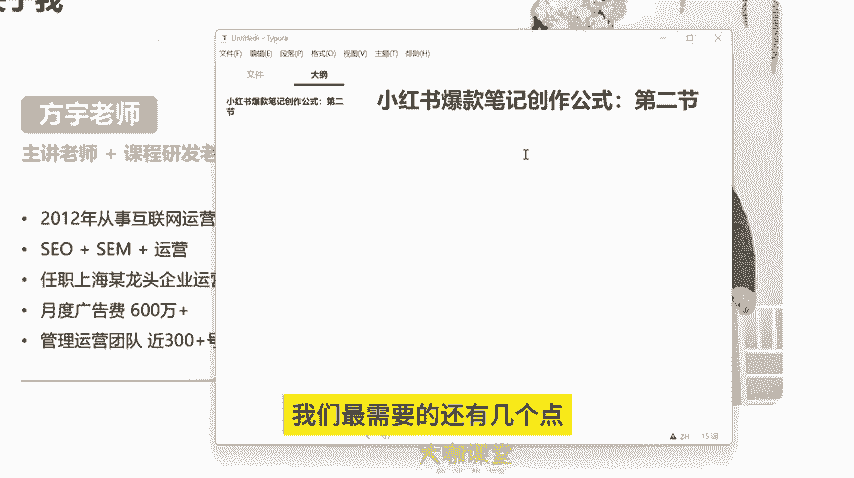 关于我
Untitled - Typora
文件(F) 编辑(E) 段落(P) 格式(O) 视图(V) 主题(T) 帮助(H)
文件 大纲
小红书爆款笔记创作公式：第二
节
小红书爆款笔记创作公式：第二节
方宇老师
主讲老师 + 课程研发老
2012年从事互联网运营
SEO + SEM + 运营
任职上海某龙头企业运营
月度广告费 600万+
管理运营团队 近300+号
我们最需要的还有几个点
ZH 15 词